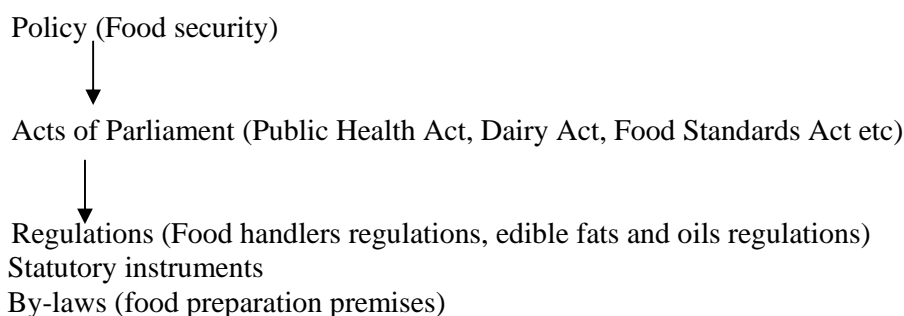 Policy (Food security)
Acts of Parliament (Public Health Act, Dairy Act, Food Standards Act etc)
Regulations (Food handlers regulations, edible fats and oils regulations)
Statutory instruments
By-laws (food preparation premises)